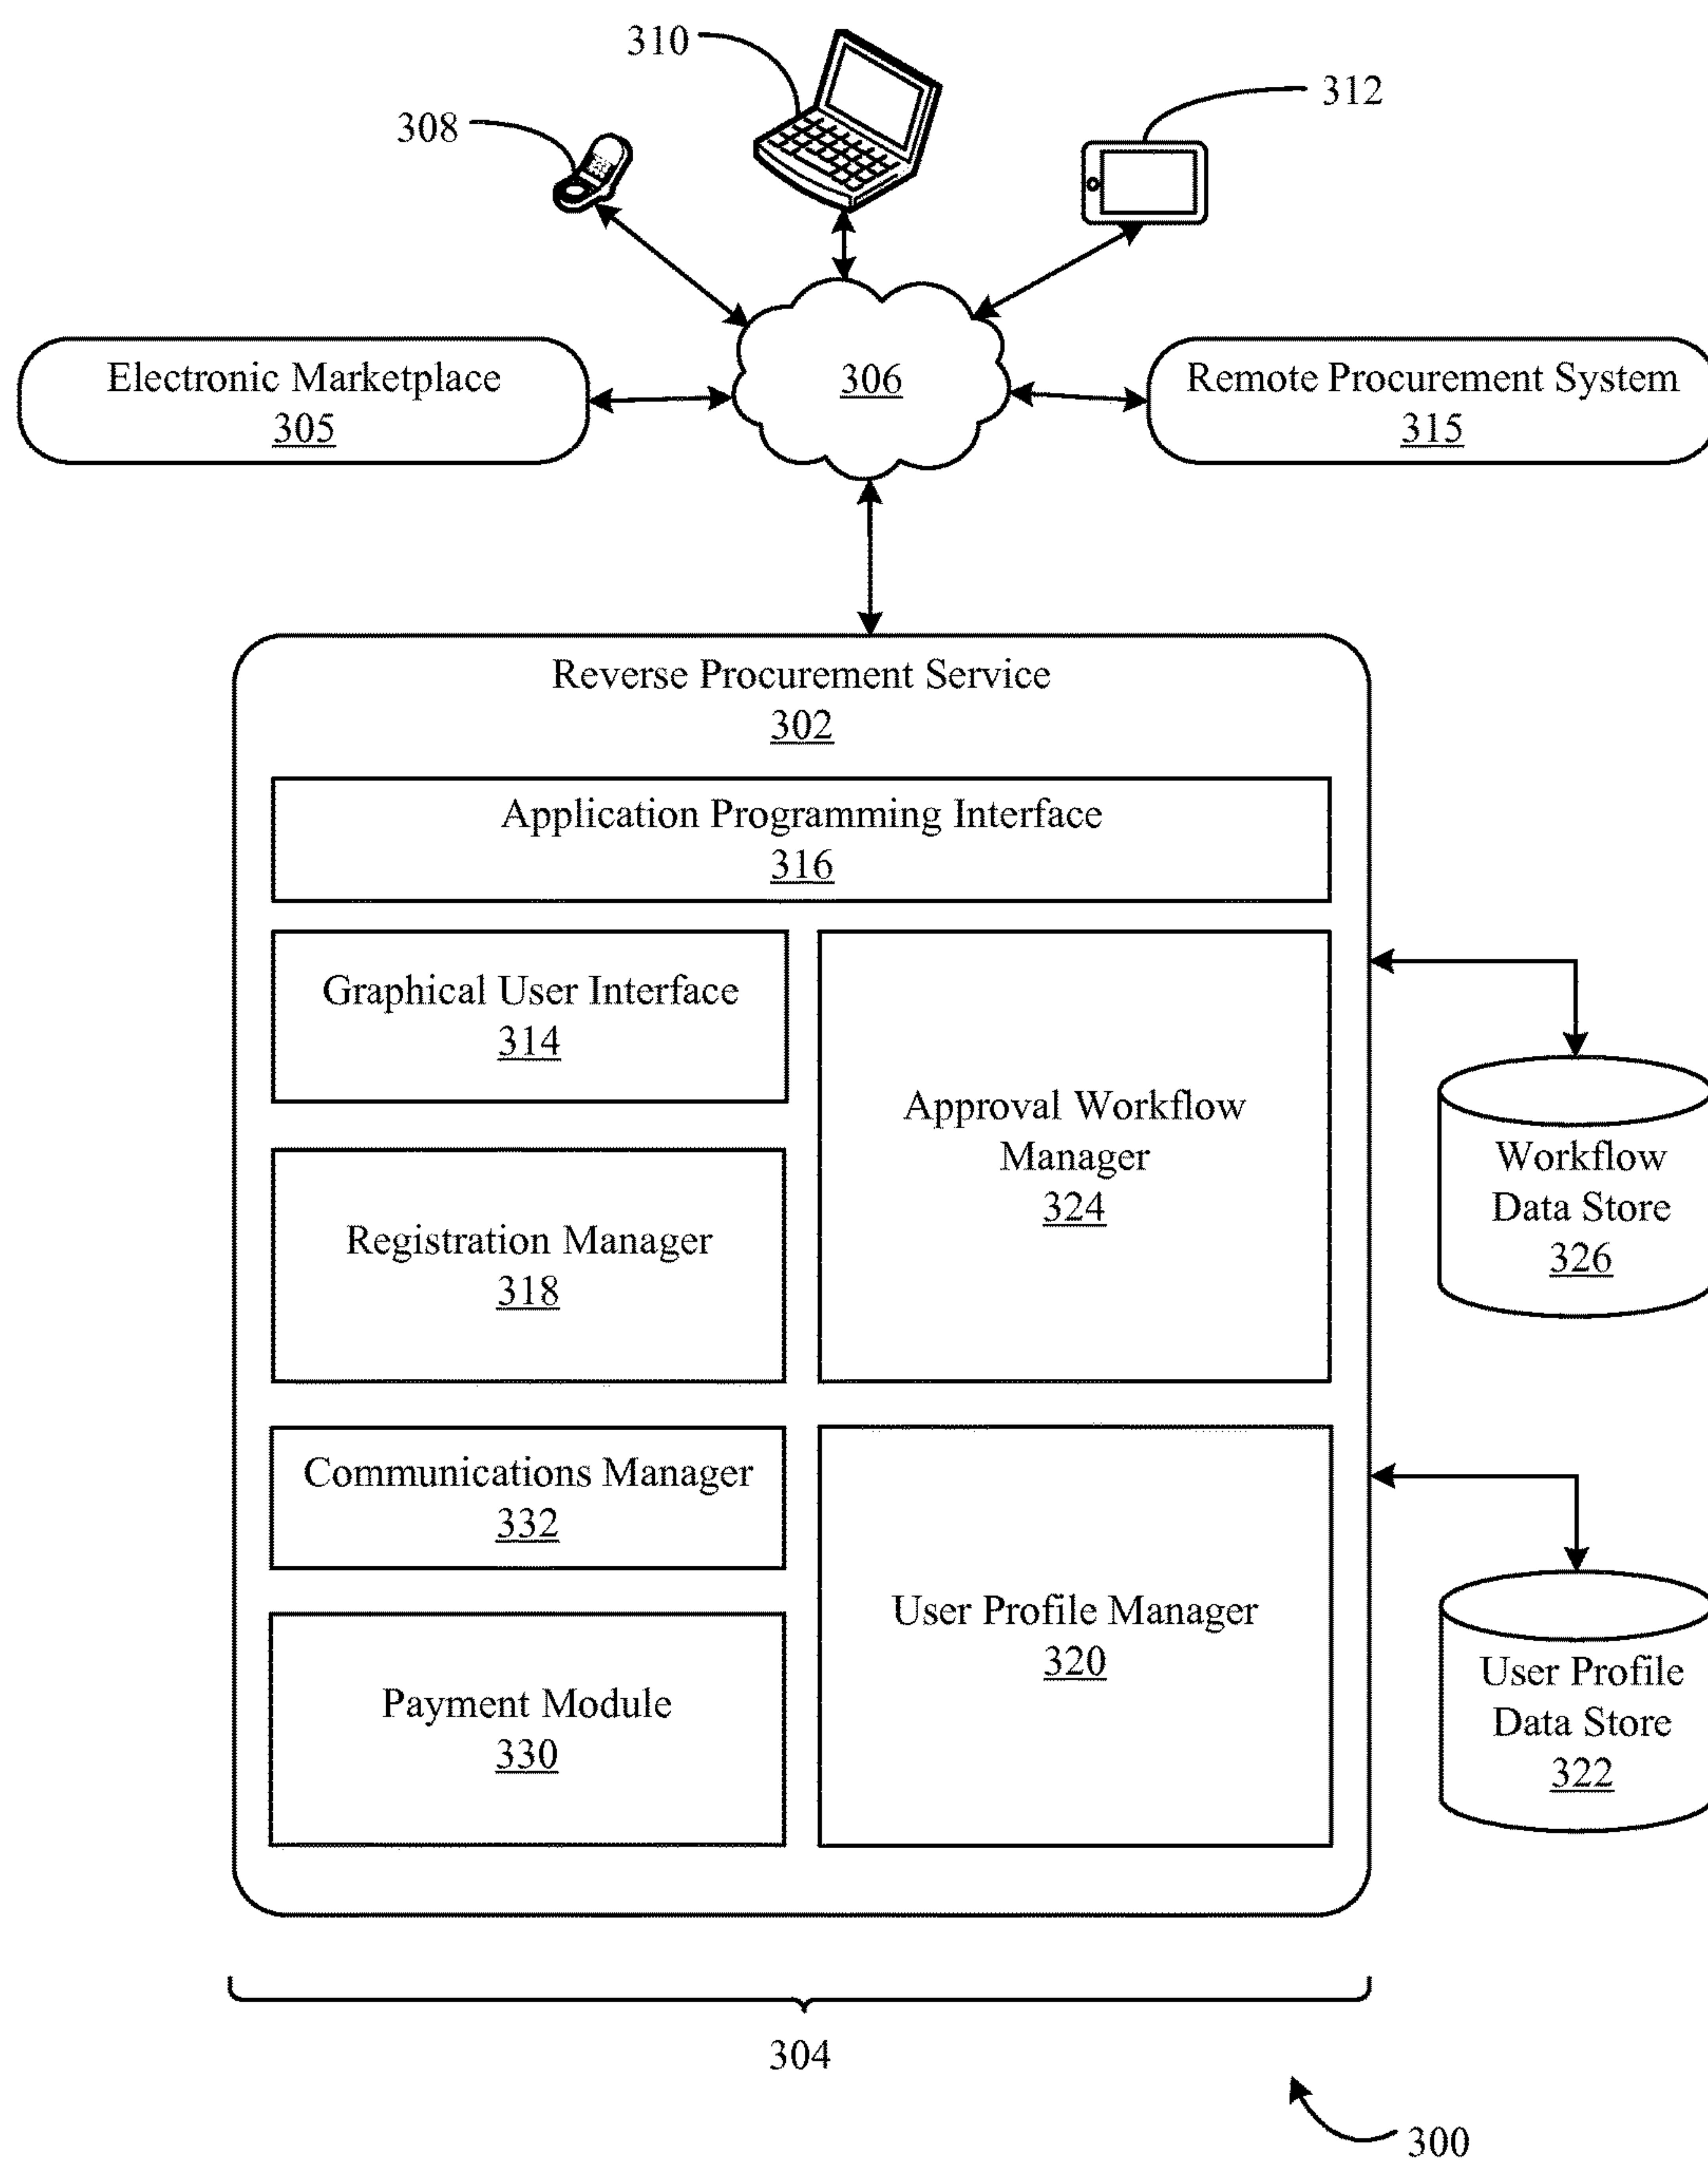 310
312
308
Electronic Marketplace
305
306
Remote Procurement System
315
Reverse Procurement Service
302
Application Programming Interface
316
Graphical User Interface
314
Approval Workflow
Manager
324
Registration Manager
318
Workflow
Data Store
326
Communications Manager
332
User Profile Manager
320
Payment Module
330
User Profile
Data Store
322
304
300